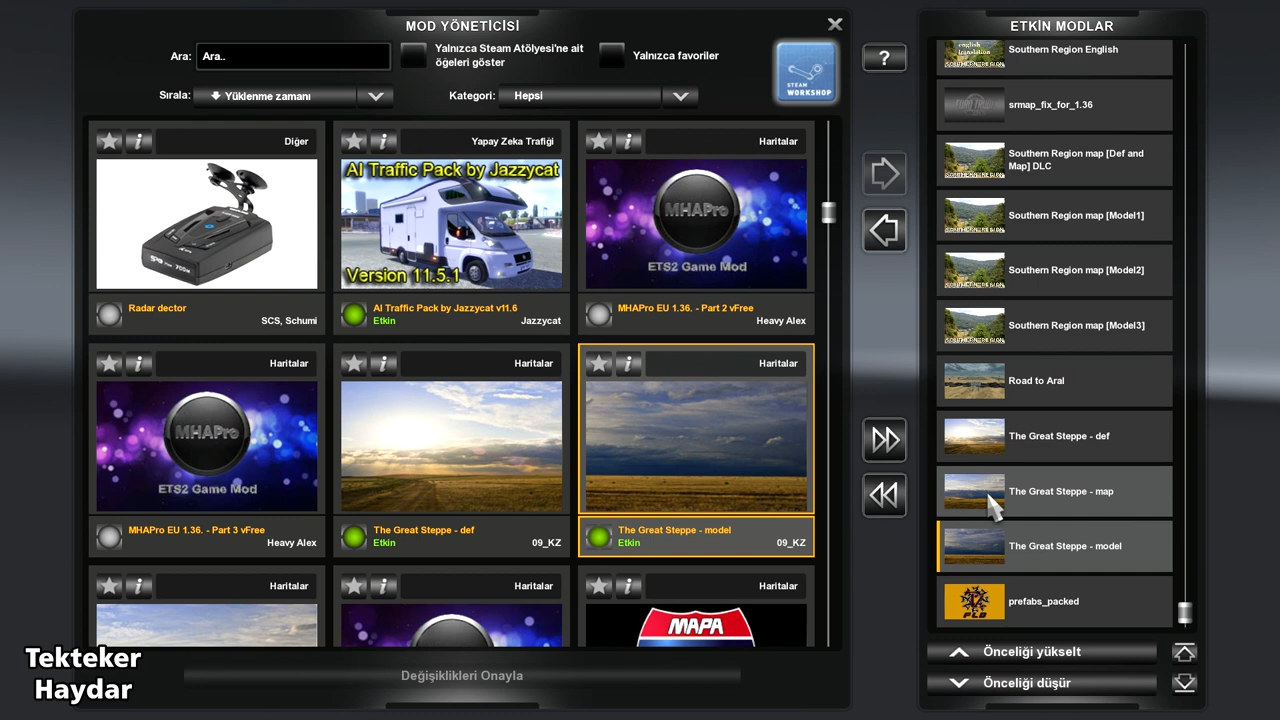 MOD YÖNETİCİSİ
Ara:
Ara..
Yalnızca Steam Atölyesi'ne ait
öğeleri göster
Yalnızca favoriler
STEAM
WORKSHOP
Sırala:
Yüklenme zamanı
Kategori:
Hepsi
Diğer
Radar dector
SCS, Schumi
Yapay Zeka Trafiği
AI Traffic Pack by Jazzycat
Version 11.5.1
AI Traffic Pack by Jazzycat v11.6
Etkin
Jazzycat
Haritalar
MHAPro
ETS2 Game Mod
MHAPro EU 1.36. - Part 2 vFree
Heavy Alex
Haritalar
MHAPro
ETS2 Game Mod
MHAPro EU 1.36. - Part 3 vFree
Heavy Alex
Haritalar
The Great Steppe - def
Etkin
09_KZ
Haritalar
The Great Steppe - model
Etkin
09_KZ
Haritalar
Haritalar
Haritalar
MAPA
Değişiklikleri Onayla
?
ETKİN MODLAR
english
translation
Southern Region English
srmap_fix_for_1.36
Southern Region map [Def and
Map] DLC
Southern Region map [Model1]
Southern Region map [Model2]
Southern Region map [Model3]
Road to Aral
The Great Steppe - def
The Great Steppe - map
The Great Steppe - model
prefabs_packed
Önceliği yükselt
Önceliği düşür
Tekteker
Haydar